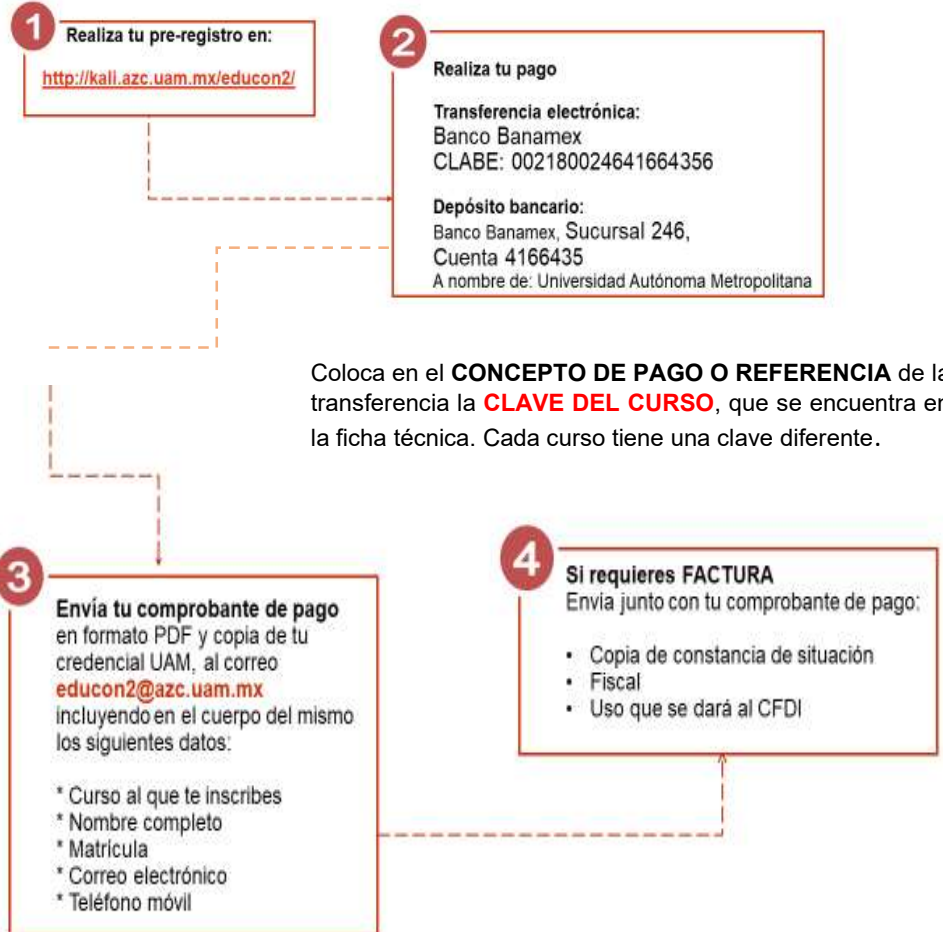 1
Realiza tu pre-registro en:
http://kali.azc.uam.mx/educon2/
2
Realiza tu pago
Transferencia electrónica:
Banco Banamex
CLABE: 002180024641664356
Depósito bancario:
Banco Banamex, Sucursal 246,
Cuenta 4166435
A nombre de: Universidad Autónoma Metropolitana
Coloca en el CONCEPTO DE PAGO O REFERENCIA de la
transferencia la CLAVE DEL CURSO, que se encuentra en
la ficha técnica. Cada curso tiene una clave diferente.
3
Envía tu comprobante de pago
en formato PDF y copia de tu
credencial UAM, al correo
educon2@azc.uam.mx
incluyendo en el cuerpo del mismo
los siguientes datos:
* Curso al que te inscribes
* Nombre completo
* Matricula
* Correo electrónico
* Teléfono móvil
4
Si requieres FACTURA
Envía junto con tu comprobante de pago:
• Copia de constancia de situación
• Fiscal
• Uso que se dará al CFDI